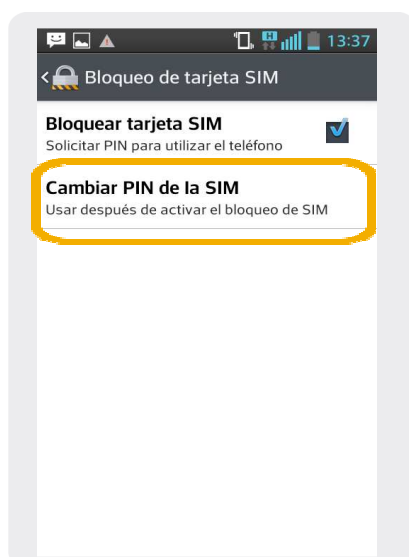 H 13:37
Bloqueo de tarjeta SIM
Bloquear tarjeta SIM
Solicitar PIN para utilizar el teléfono
Cambiar PIN de la SIM
Usar después de activar el bloqueo de SIM